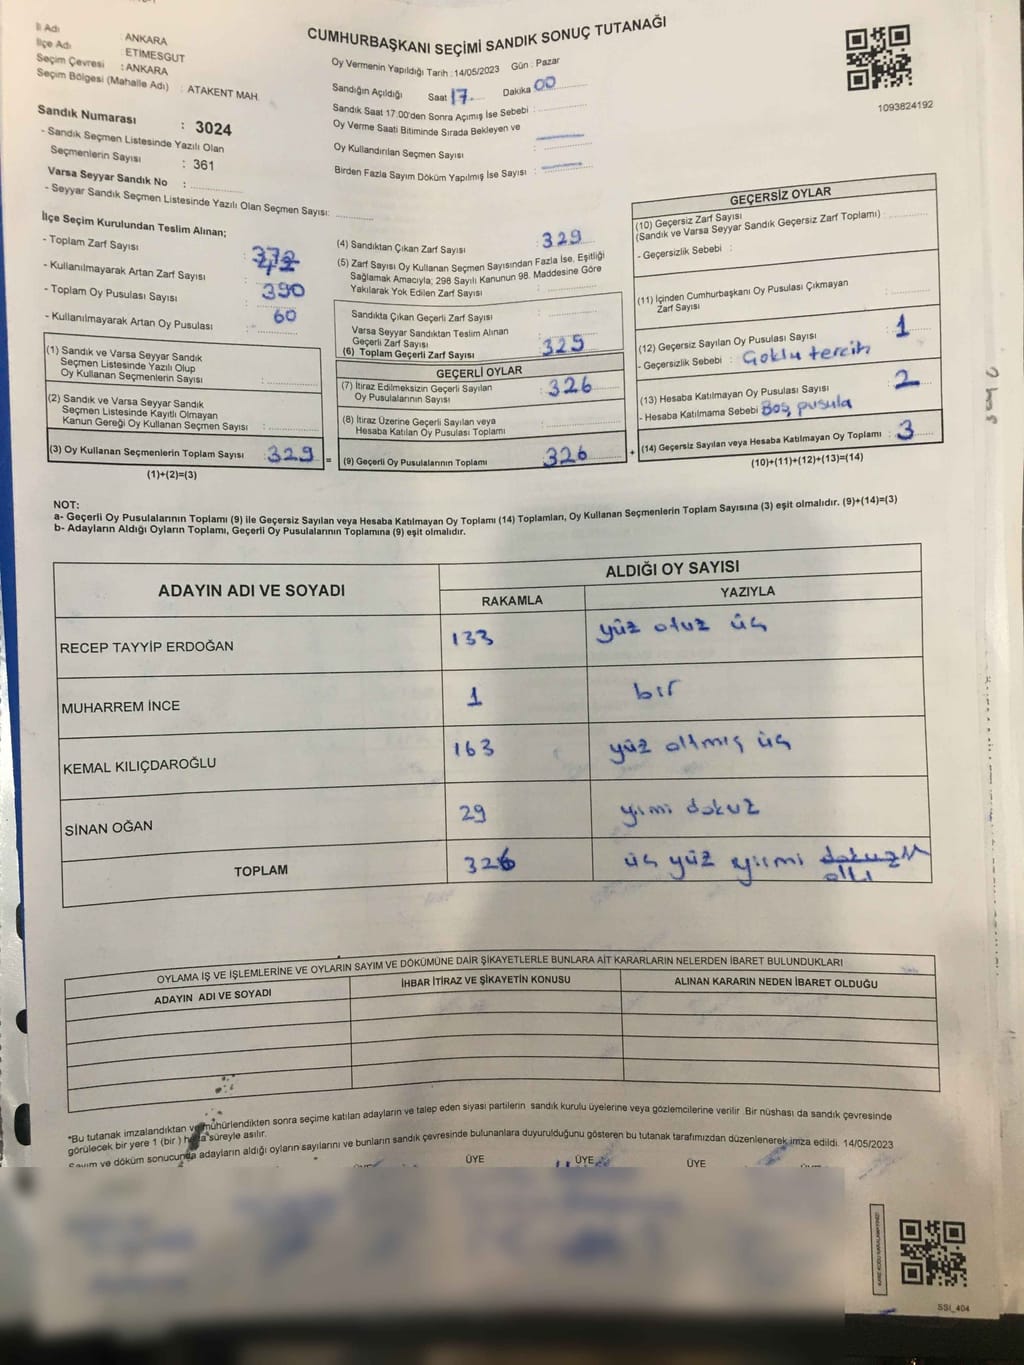 İl Adı : ANKARA
İlçe Adı : ETİMESGUT
Seçim Çevresi : ANKARA
Seçim Bölgesi (Mahalle Adı) : ATAKENT MAH.
CUMHURBAŞKANI SEÇİMİ SANDIK SONUÇ TUTANAĞI
Oy Vermenin Yapıldığı Tarih : 14/05/2023 Gün : Pazar
Sandığın Açıldığı Saat 17 Dakika 00
Sandık Saat 17:00'den Sonra Açımış İse Sebebi :
Oy Verme Saati Bitiminde Sırada Bekleyen ve
Oy Kullandırılan Seçmen Sayısı :
Birden Fazla Sayım Döküm Yapılmış İse Sayısı :
1093824192
Sandık Numarası : 3024
- Sandık Seçmen Listesinde Yazılı Olan
Seçmenlerin Sayısı : 361
Varsa Seyyar Sandık No :
- Seyyar Sandık Seçmen Listesinde Yazılı Olan Seçmen Sayısı:
İlçe Seçim Kurulundan Teslim Alınan;
- Toplam Zarf Sayısı :
- Kullanılmayarak Artan Zarf Sayısı :
- Toplam Oy Pusulası Sayısı : 390
- Kullanılmayarak Artan Oy Pusulası : 60
(1) Sandık ve Varsa Seyyar Sandık
Seçmen Listesinde Yazılı Olup
Oy Kullanan Seçmenlerin Sayısı :
(2) Sandık ve Varsa Seyyar Sandık
Seçmen Listesinde Kayıtlı Olmayan
Kanun Gereği Oy Kullanan Seçmen Sayısı :
(3) Oy Kullanan Seçmenlerin Toplam Sayısı : 329
(1)+(2)=(3)
(4) Sandıktan Çıkan Zarf Sayısı : 329
(5) Zarf Sayısı Oy Kullanan Seçmen Sayısından Fazla İse, Eşitliği
Sağlamak Amacıyla; 298 Sayılı Kanunun 98. Maddesine Göre
Yakılarak Yok Edilen Zarf Sayısı :
Sandıkta Çıkan Geçerli Zarf Sayısı :
Varsa Seyyar Sandıktan Teslim Alınan
Geçerli Zarf Sayısı :
(6) Toplam Geçerli Zarf Sayısı : 329
GEÇERLİ OYLAR
(7) İtiraz Edilmeksizin Geçerli Sayılan
Oy Pusulalarının Sayısı : 326
(8) İtiraz Üzerine Geçerli Sayılan veya
Hesaba Katılan Oy Pusulası Toplamı :
(9) Geçerli Oy Pusulalarının Toplamı : 326
GEÇERSİZ OYLAR
(10) Geçersiz Zarf Sayısı
(Sandık ve Varsa Seyyar Sandık Geçersiz Zarf Toplamı) :
- Geçersizlik Sebebi :
(11) İçinden Cumhurbaşkanı Oy Pusulası Çıkmayan
Zarf Sayısı :
(12) Geçersiz Sayılan Oy Pusulası Sayısı : 1
- Geçersizlik Sebebi : Çoklu tercih
(13) Hesaba Katılmayan Oy Pusulası Sayısı : 2
- Hesaba Katılmama Sebebi : Boş pusula
(14) Geçersiz Sayılan veya Hesaba Katılmayan Oy Toplamı : 3
(10)+(11)+(12)+(13)=(14)
NOT:
a- Geçerli Oy Pusulalarının Toplamı (9) ile Geçersiz Sayılan veya Hesaba Katılmayan Oy Toplamı (14) Toplamları, Oy Kullanan Seçmenlerin Toplam Sayısına (3) eşit olmalıdır. (9)+(14)=(3)
b- Adayların Aldığı Oyların Toplamı, Geçerli Oy Pusulalarının Toplamına (9) eşit olmalıdır.
ADAYIN ADI VE SOYADI ALDIĞI OY SAYISI
RAKAMLA YAZIYLA
RECEP TAYYİP ERDOĞAN 133 yüz otuz üç
MUHARREM İNCE 1 bir
KEMAL KILIÇDAROĞLU 163 yüz altmış üç
SİNAN OĞAN 29 yirmi dokuz
TOPLAM 326 üç yüz yirmi dokuz altı
OYLAMA İŞ VE İŞLEMLERİNE VE OYLARIN SAYIM VE DÖKÜMÜNE DAİR ŞİKAYETLERLE BUNLARA AİT KARARLARIN NELERDEN İBARET BULUNDUKLARI
ADAYIN ADI VE SOYADI İHBAR İTİRAZ VE ŞİKAYETİN KONUSU ALINAN KARARIN NEDEN İBARET OLDUĞU
*Bu tutanak imzalandıktan ve mühürlendikten sonra seçime katılan adayların ve talep eden siyasi partilerin sandık kurulu üyelerine veya gözlemcilerine verilir. Bir nüshası da sandık çevresinde
görülecek bir yere 1 (bir ) hafta süreyle asılır.
Sayım ve döküm sonucunda adayların aldığı oyların sayılarını ve bunların sandık çevresinde bulunanlara duyurulduğunu gösteren bu tutanak tarafımızdan düzenlenerek imza edildi. 14/05/2023
ÜYE ÜYE ÜYE ÜYE
SSI_404